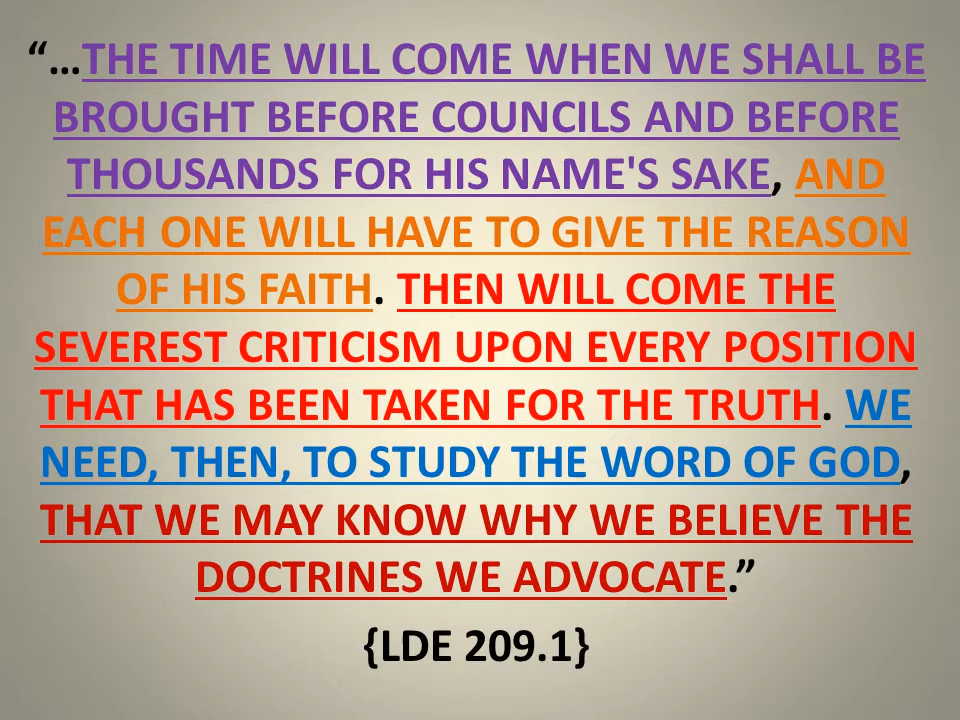 “…THE TIME WILL COME WHEN WE SHALL BE
BROUGHT BEFORE COUNCILS AND BEFORE
THOUSANDS FOR HIS NAME'S SAKE, AND
EACH ONE WILL HAVE TO GIVE THE REASON
OF HIS FAITH. THEN WILL COME THE
SEVEREST CRITICISM UPON EVERY POSITION
THAT HAS BEEN TAKEN FOR THE TRUTH. WE
NEED, THEN, TO STUDY THE WORD OF GOD,
THAT WE MAY KNOW WHY WE BELIEVE THE
DOCTRINES WE ADVOCATE.”
{LDE 209.1}